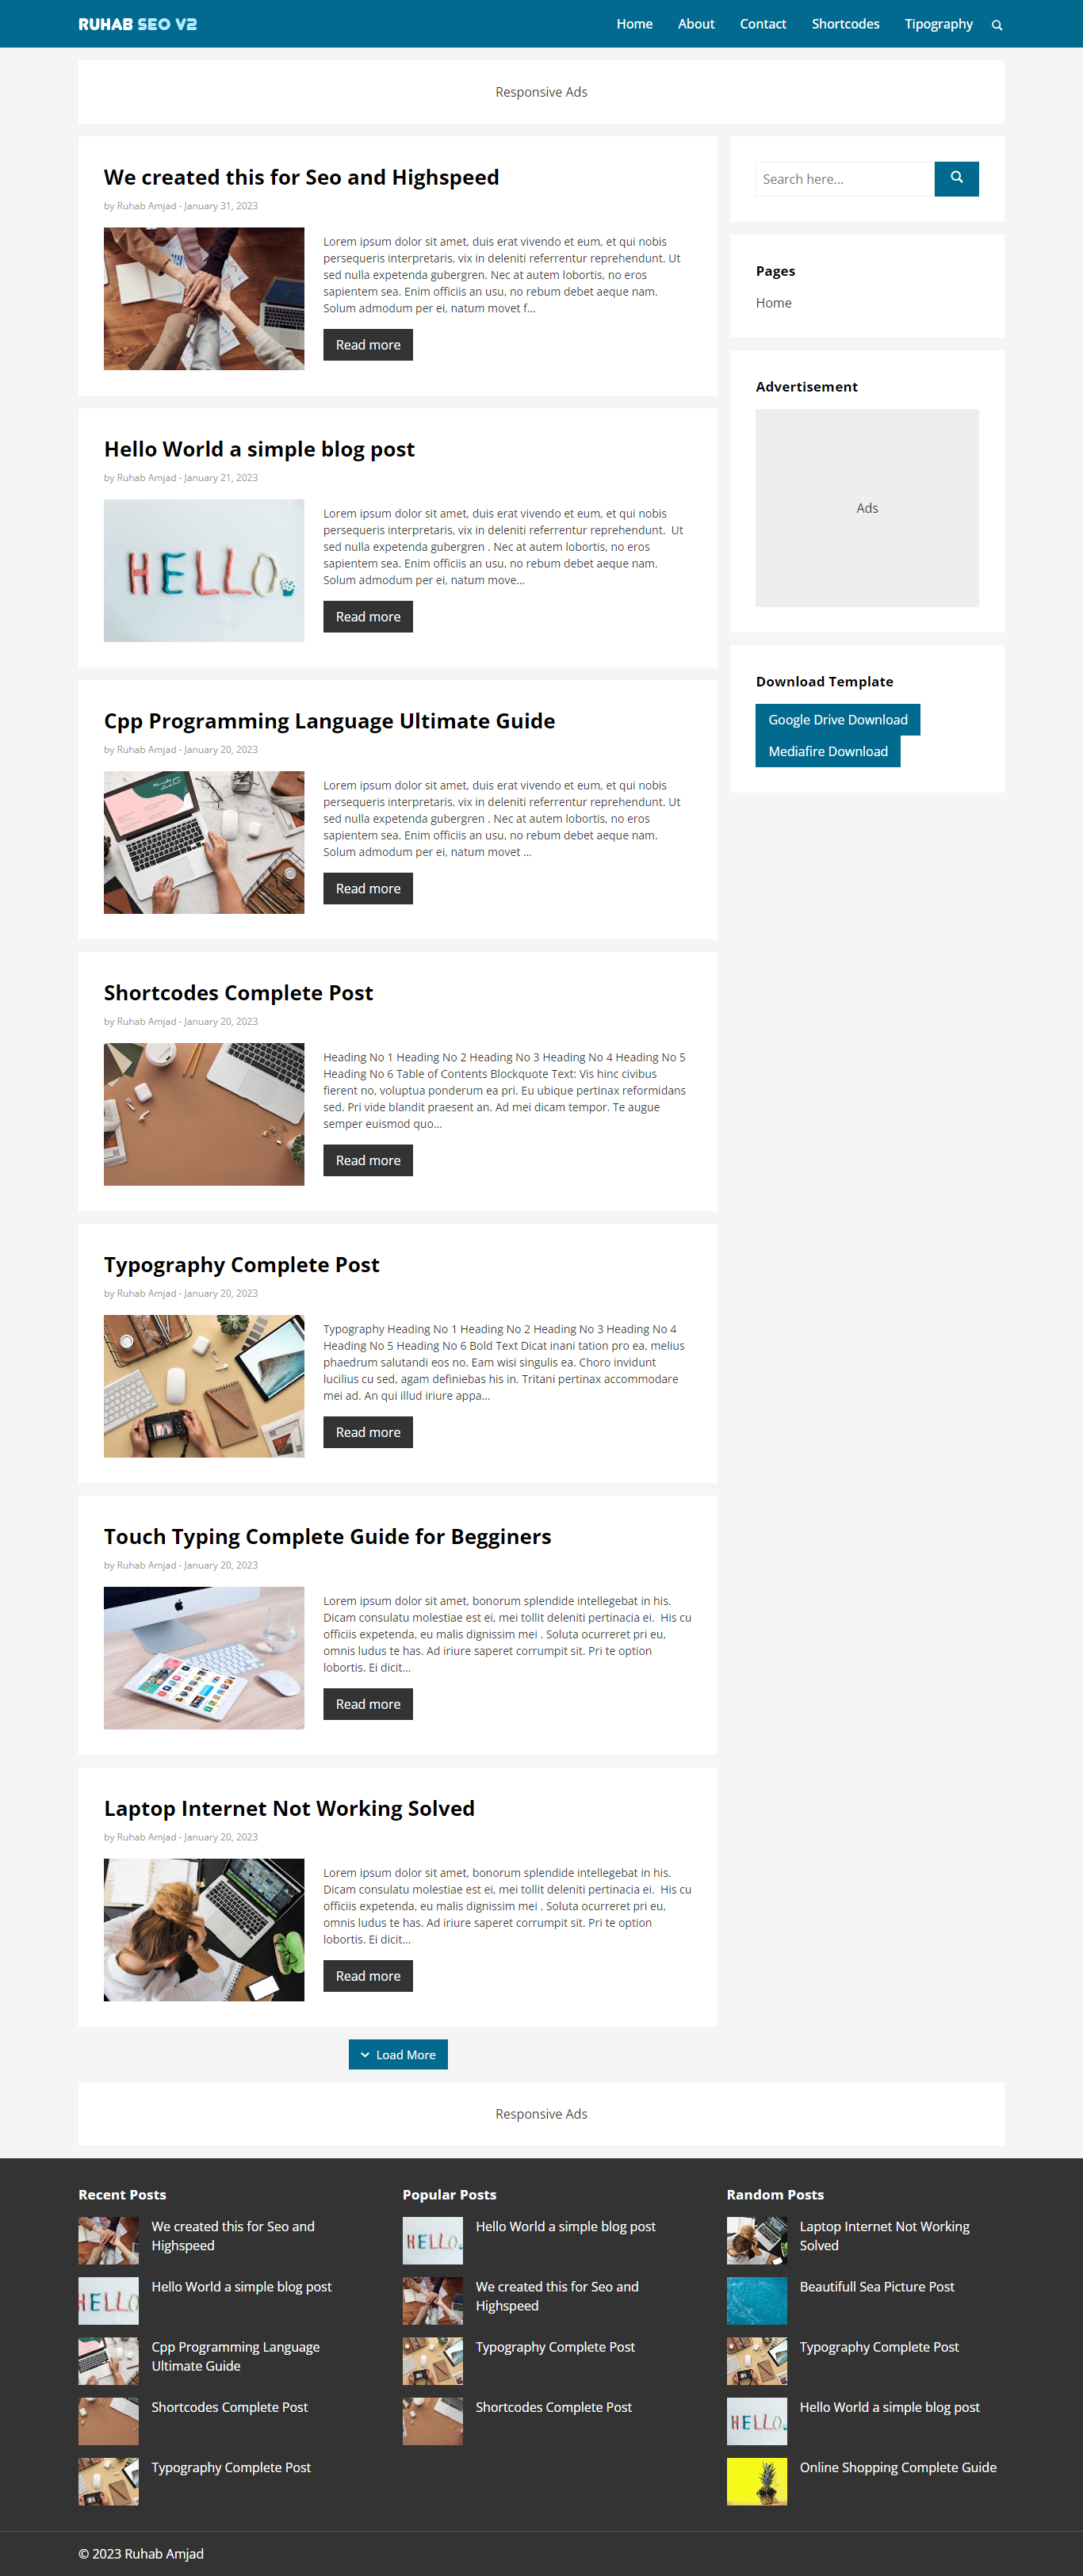 RUHAB SEO V2
Home About Contact Shortcodes Tipography
Responsive Ads
We created this for Seo and Highspeed
by Ruhab Amjad - January 31, 2023
Lorem ipsum dolor sit amet, duis erat vivendo et eum, et qui nobis
persequeris interpretaris, vix in deleniti referrentur reprehendunt. Ut
sed nulla expetenda gubergren. Nec at autem lobortis, no eros
sapientem sea. Enim officiis an usu, no rebum debet aeque nam.
Solum admodum per ei, natum movet f...
Read more
Hello World a simple blog post
by Ruhab Amjad - January 21, 2023
HELLO
Lorem ipsum dolor sit amet, duis erat vivendo et eum, et qui nobis
persequeris interpretaris, vix in deleniti referrentur reprehendunt.  Ut
sed nulla expetenda gubergren . Nec at autem lobortis, no eros
sapientem sea. Enim officiis an usu, no rebum debet aeque nam.
Solum admodum per ei, natum move...
Read more
Cpp Programming Language Ultimate Guide
by Ruhab Amjad - January 20, 2023
Lorem ipsum dolor sit amet, duis erat vivendo et eum, et qui nobis
persequeris interpretaris, vix in deleniti referrentur reprehendunt. Ut
sed nulla expetenda gubergren . Nec at autem lobortis, no eros
sapientem sea. Enim officiis an usu, no rebum debet aeque nam.
Solum admodum per ei, natum movet ...
Read more
Shortcodes Complete Post
by Ruhab Amjad - January 20, 2023
Heading No 1 Heading No 2 Heading No 3 Heading No 4 Heading No 5
Heading No 6 Table of Contents Blockquote Text: Vis hinc civibus
fierent no, voluptua ponderum ea pri. Eu ubique pertinax reformidans
sed. Pri vide blandit praesent an. Ad mei dicam tempor. Te augue
semper euismod quo...
Read more
Typography Complete Post
by Ruhab Amjad - January 20, 2023
Typography Heading No 1 Heading No 2 Heading No 3 Heading No 4
Heading No 5 Heading No 6 Bold Text Dicat inani tation pro ea, melius
phaedrum salutandi eos no. Eam wisi singulis ea. Choro invidunt
lucilius cu sed, agam definiebas his in. Tritani pertinax accommodare
mei ad. An qui illud iriure appa...
Read more
Touch Typing Complete Guide for Begginers
by Ruhab Amjad - January 20, 2023
Lorem ipsum dolor sit amet, bonorum splendide intellegebat in his.
Dicam consulatu molestiae est ei, mei tollit deleniti pertinacia ei.  His cu
officiis expetenda, eu malis dignissim mei . Soluta ocurreret pri eu,
omnis ludus te has. Ad iriure saperet corrumpit sit. Pri te option
lobortis. Ei dicit...
Read more
Laptop Internet Not Working Solved
by Ruhab Amjad - January 20, 2023
Lorem ipsum dolor sit amet, bonorum splendide intellegebat in his.
Dicam consulatu molestiae est ei, mei tollit deleniti pertinacia ei.  His cu
officiis expetenda, eu malis dignissim mei . Soluta ocurreret pri eu,
omnis ludus te has. Ad iriure saperet corrumpit sit. Pri te option
lobortis. Ei dicit...
Read more
Load More
Search here...
Pages
Home
Advertisement
Ads
Download Template
Google Drive Download
Mediafire Download
Responsive Ads
Recent Posts
We created this for Seo and
Highspeed
HELLO
Hello World a simple blog post
Cpp Programming Language
Ultimate Guide
Shortcodes Complete Post
Typography Complete Post
Popular Posts
HELLO
Hello World a simple blog post
We created this for Seo and
Highspeed
Typography Complete Post
Shortcodes Complete Post
Random Posts
Laptop Internet Not Working
Solved
Beautifull Sea Picture Post
Typography Complete Post
HELLO
Hello World a simple blog post
Online Shopping Complete Guide
© 2023 Ruhab Amjad